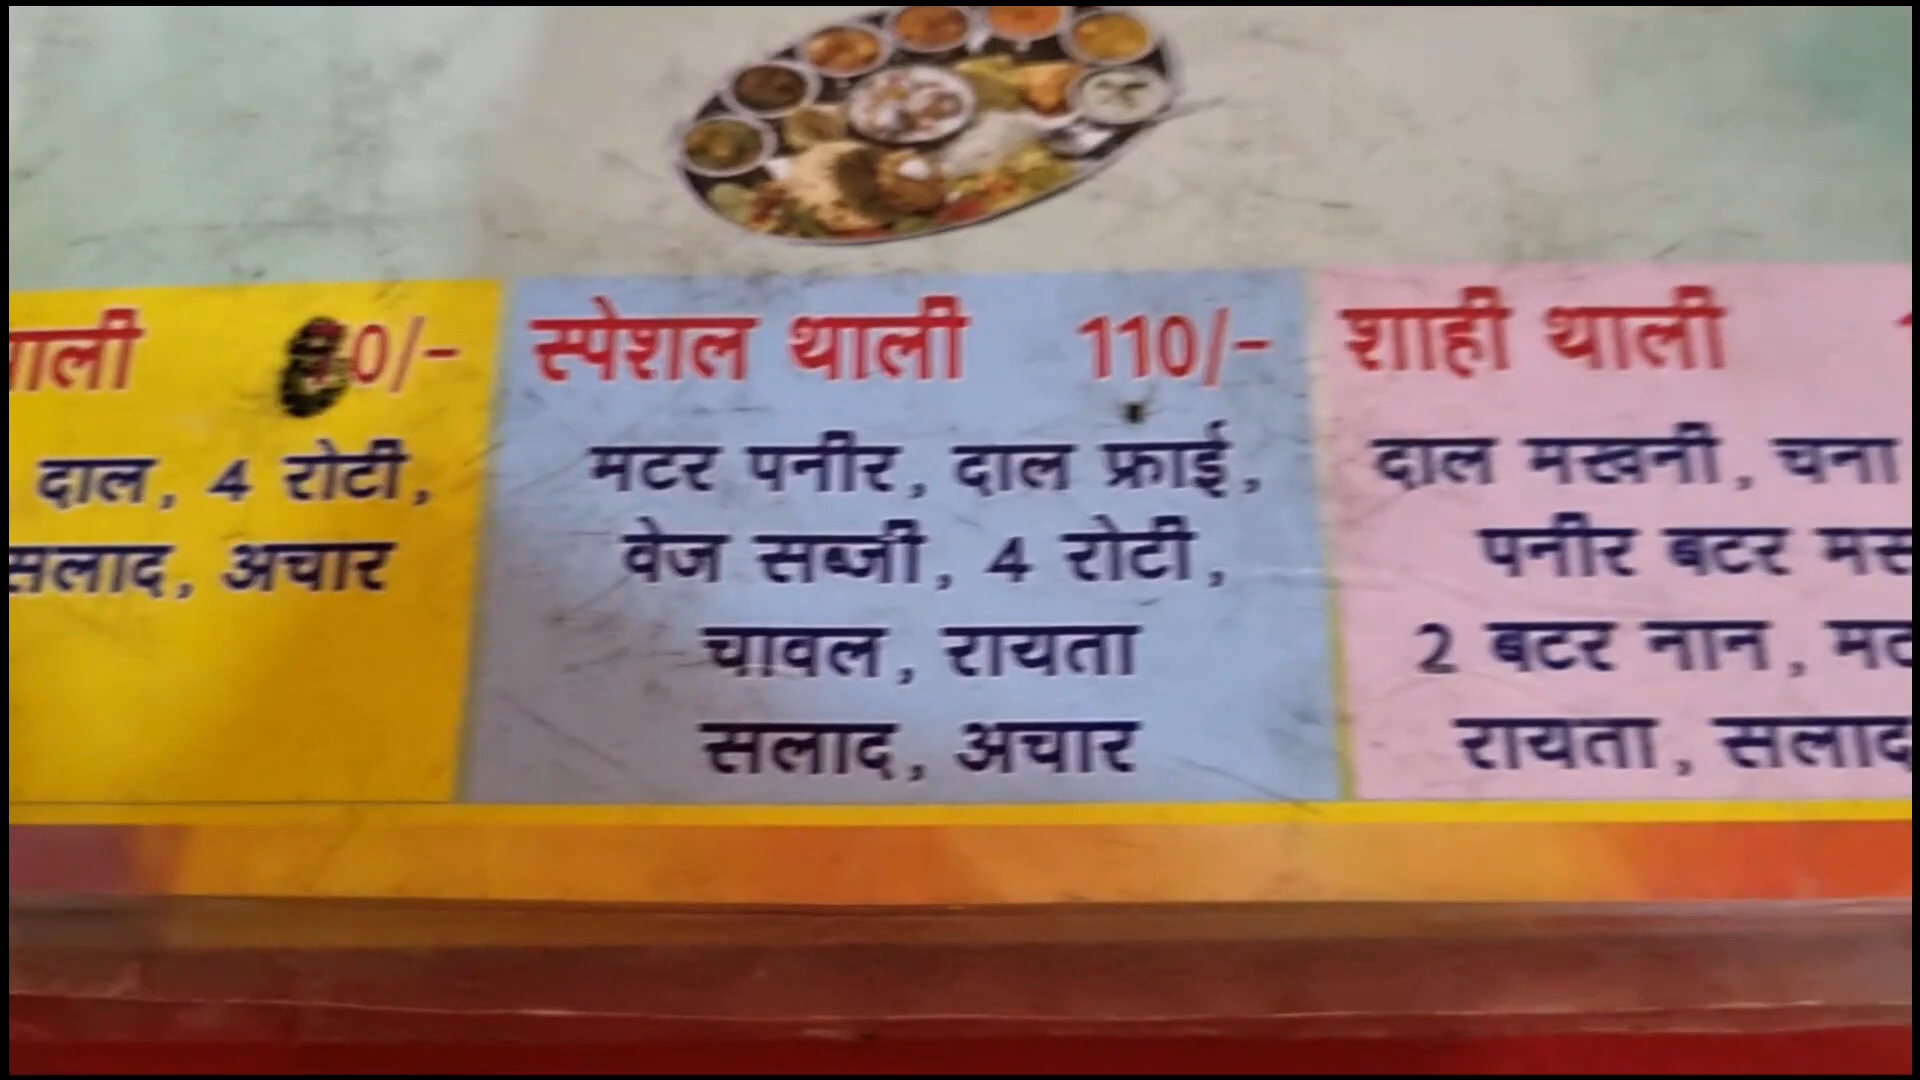 0/-
दाल, 4 रोटी,
सलाद, अचार
स्पेशल थाली 110/-
मटर पनीर, दाल फ्राई,
वेज सब्जी, 4 रोटी,
चावल, रायता
सलाद, अचार
शाही थाली
दाल मखनी, चना
पनीर बटर
2 बटर नान,
रायता, सलाद